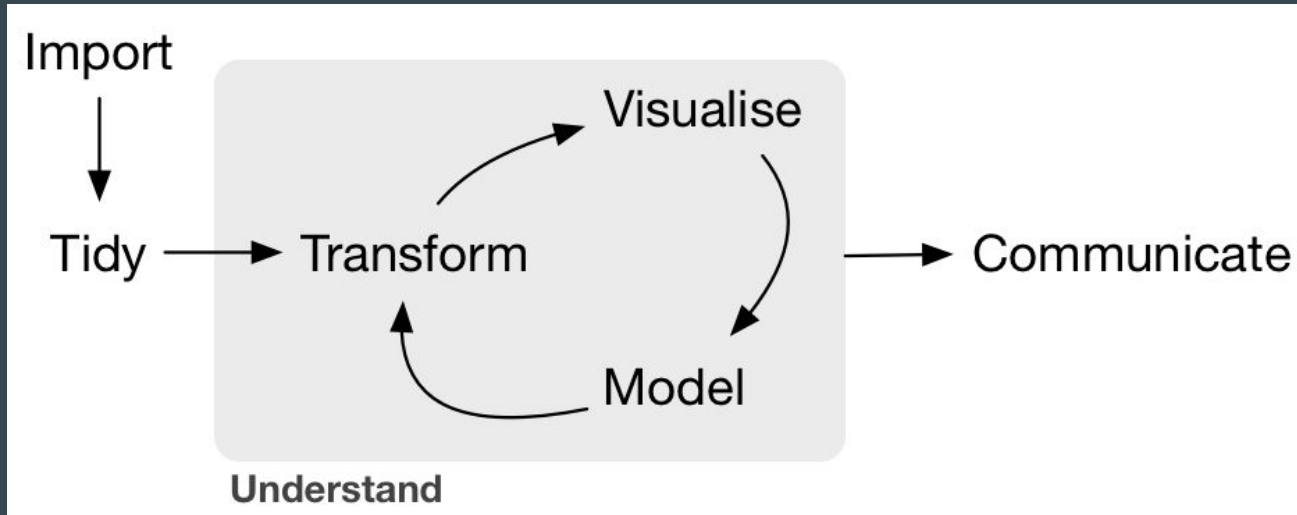 Import
Visualise
Tidy
Transform
Communicate
Model
Understand